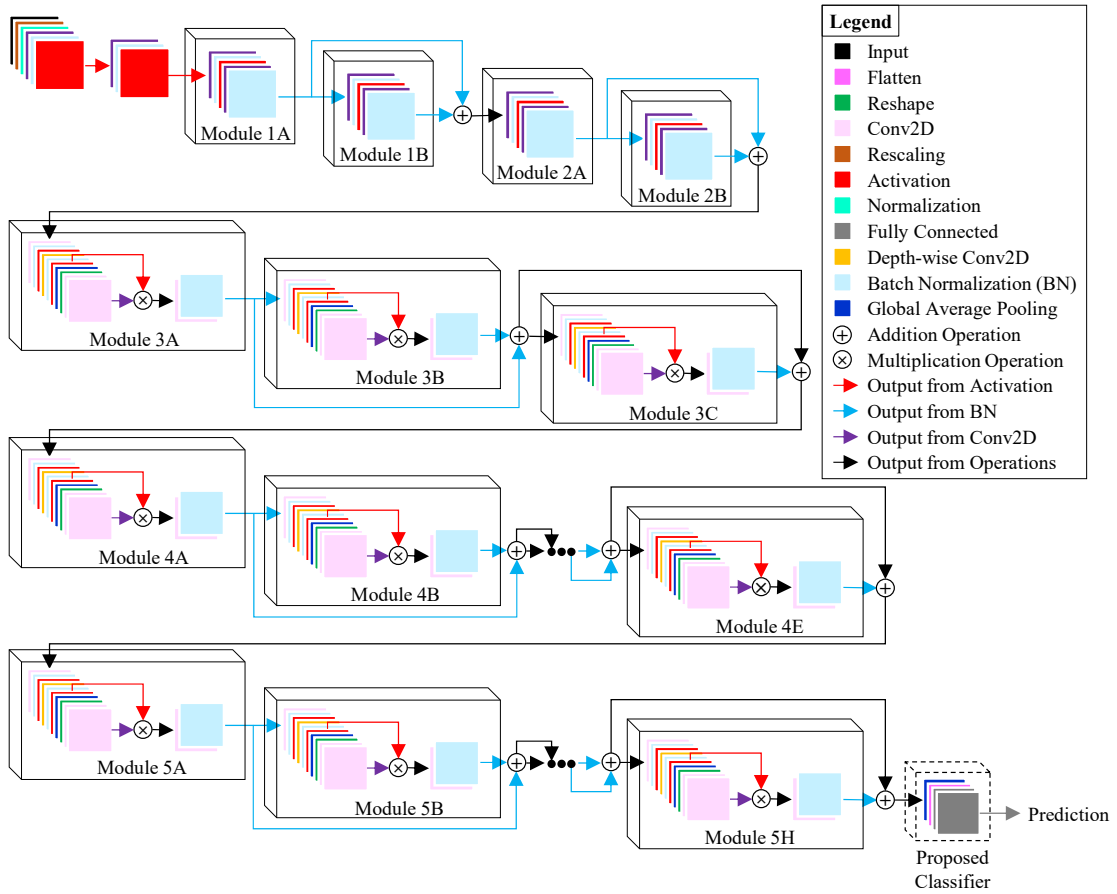 Module 1A
Module 1B
Module 2A
Module 2B
Module 3A
Module 3B
Module 3C
Module 4A
Module 4B
Module 4E
Module 5A
Module 5B
Module 5H
Proposed
Classifier
Prediction
Legend
Input
Flatten
Reshape
Conv2D
Rescaling
Activation
Normalization
Fully Connected
Depth-wise Conv2D
Batch Normalization (BN)
Global Average Pooling
Addition Operation
Multiplication Operation
Output from Activation
Output from BN
Output from Conv2D
Output from Operations